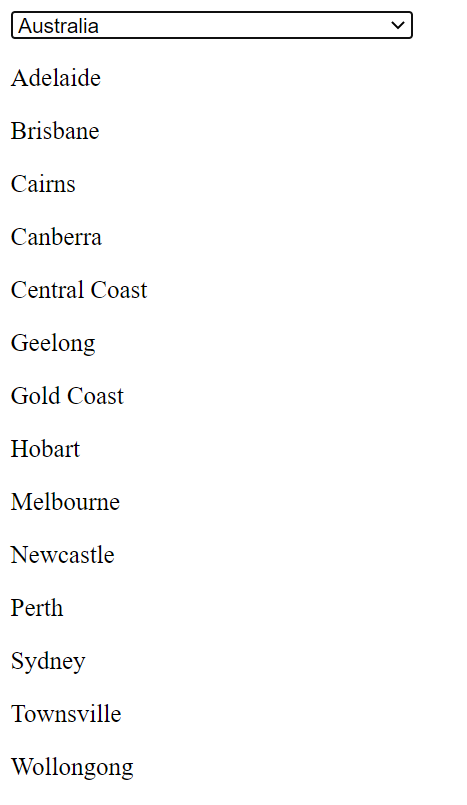 Australia
Adelaide
Brisbane
Cairns
Canberra
Central Coast
Geelong
Gold Coast
Hobart
Melbourne
Newcastle
Perth
Sydney
Townsville
Wollongong